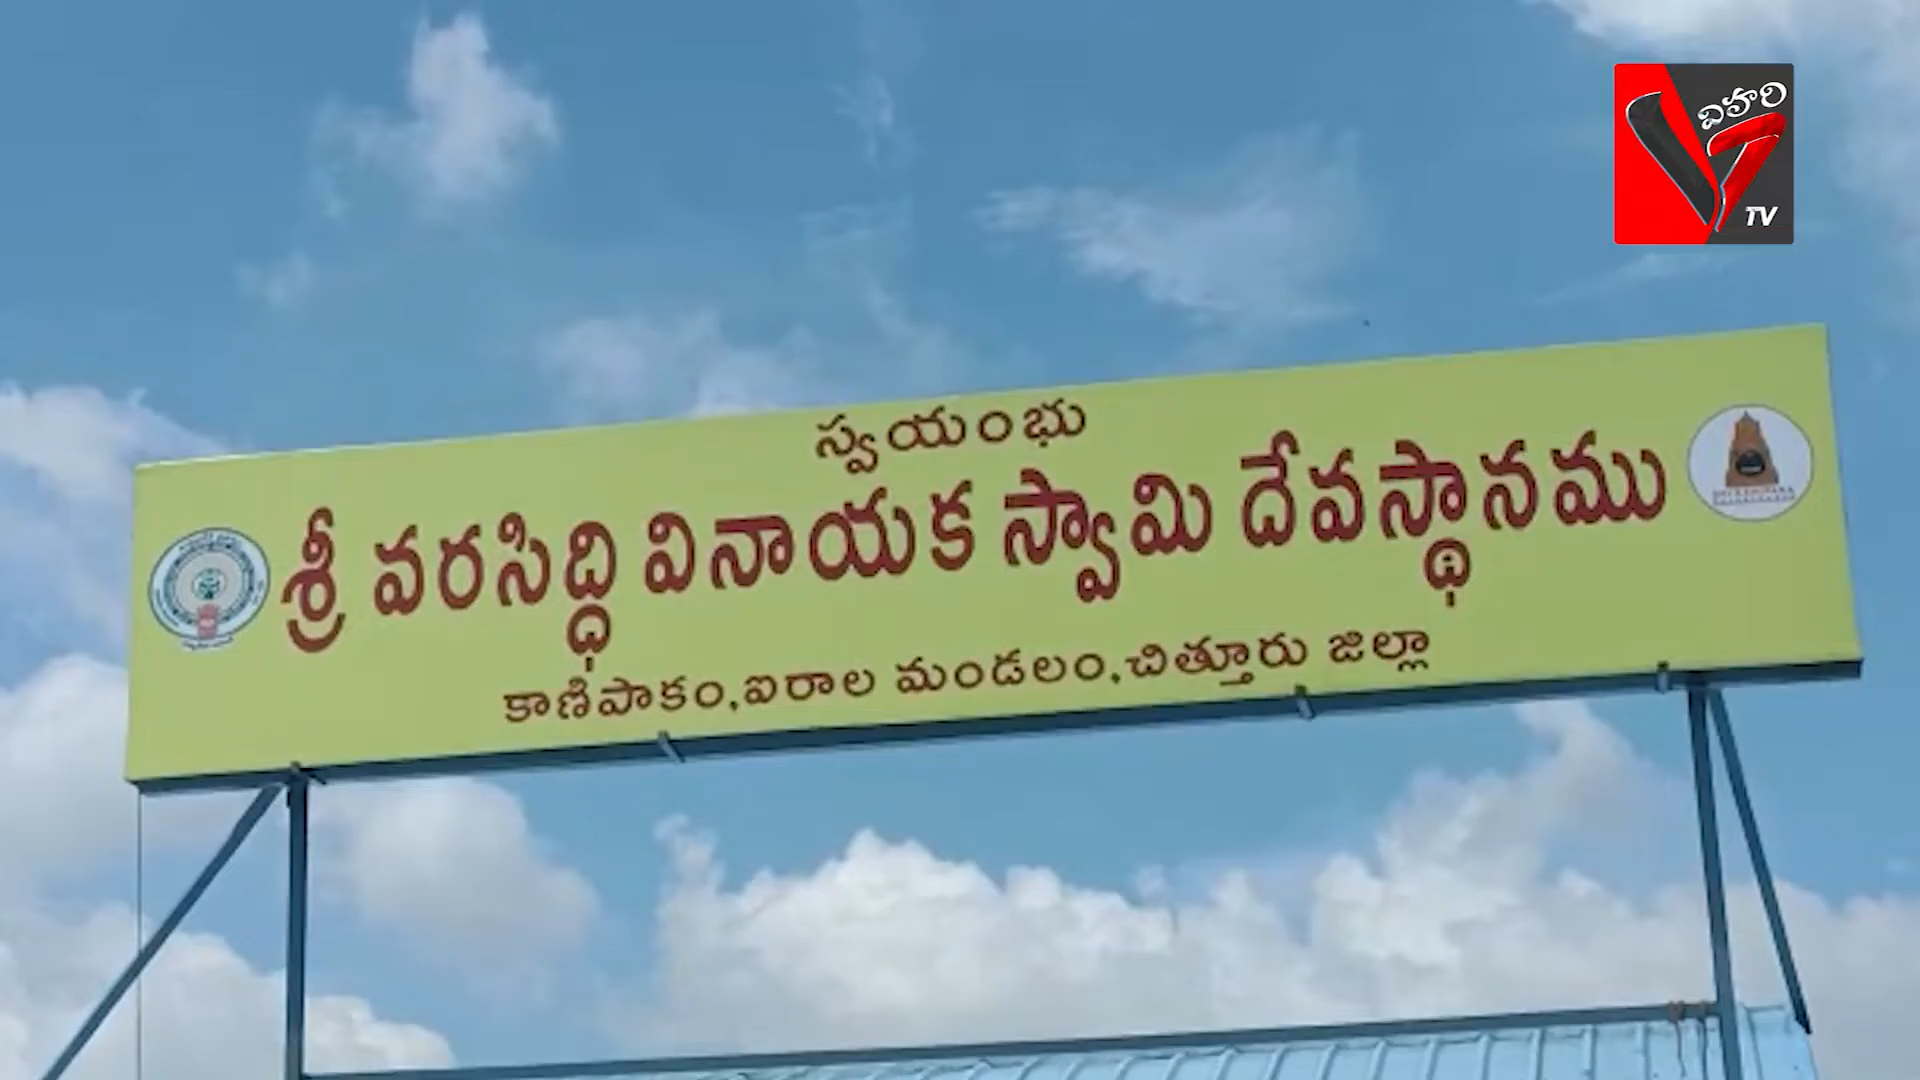 విహారి
TV
స్వయంభు
శ్రీ వరసిద్ధి వినాయక స్వామి దేవస్థానము
కాణిపాకం,ఐరాల మండలం,చిత్తూరు జిల్లా